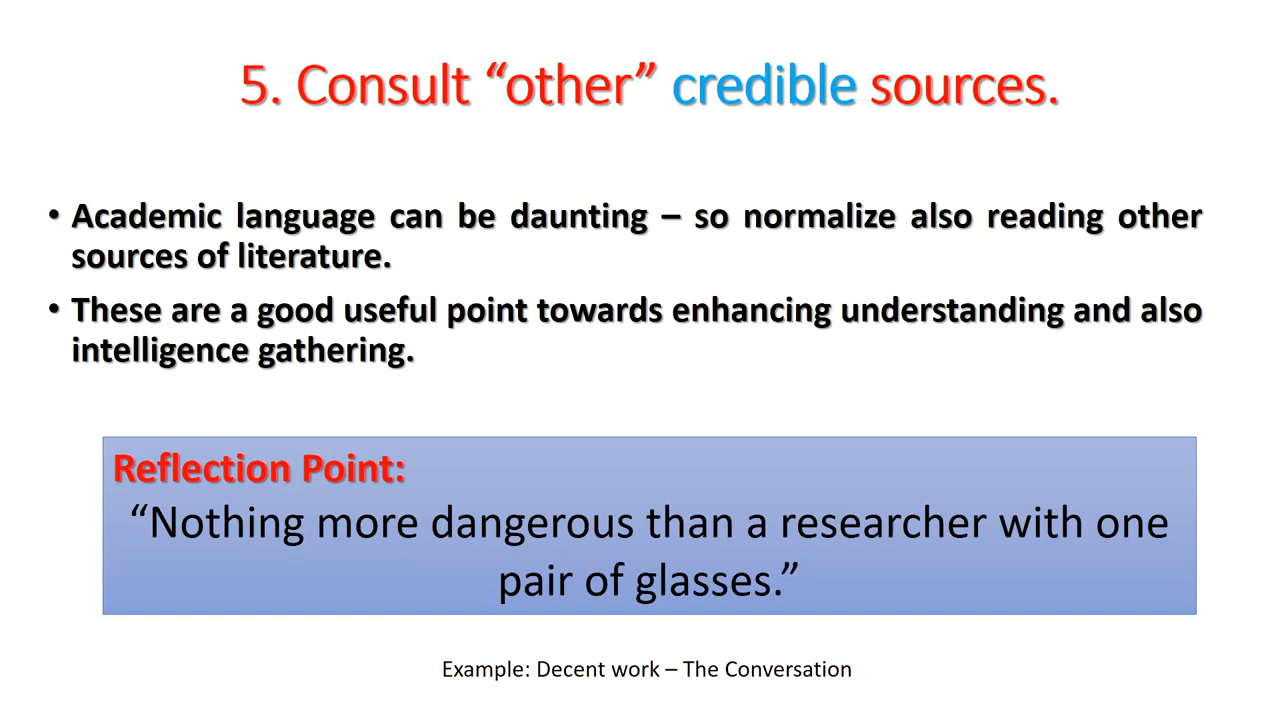 5. Consult “other” credible sources.
• Academic language can be daunting – so normalize also reading other
sources of literature.
• These are a good useful point towards enhancing understanding and also
intelligence gathering.
Reflection Point:
“Nothing more dangerous than a researcher with one
pair of glasses.”
Example: Decent work – The Conversation